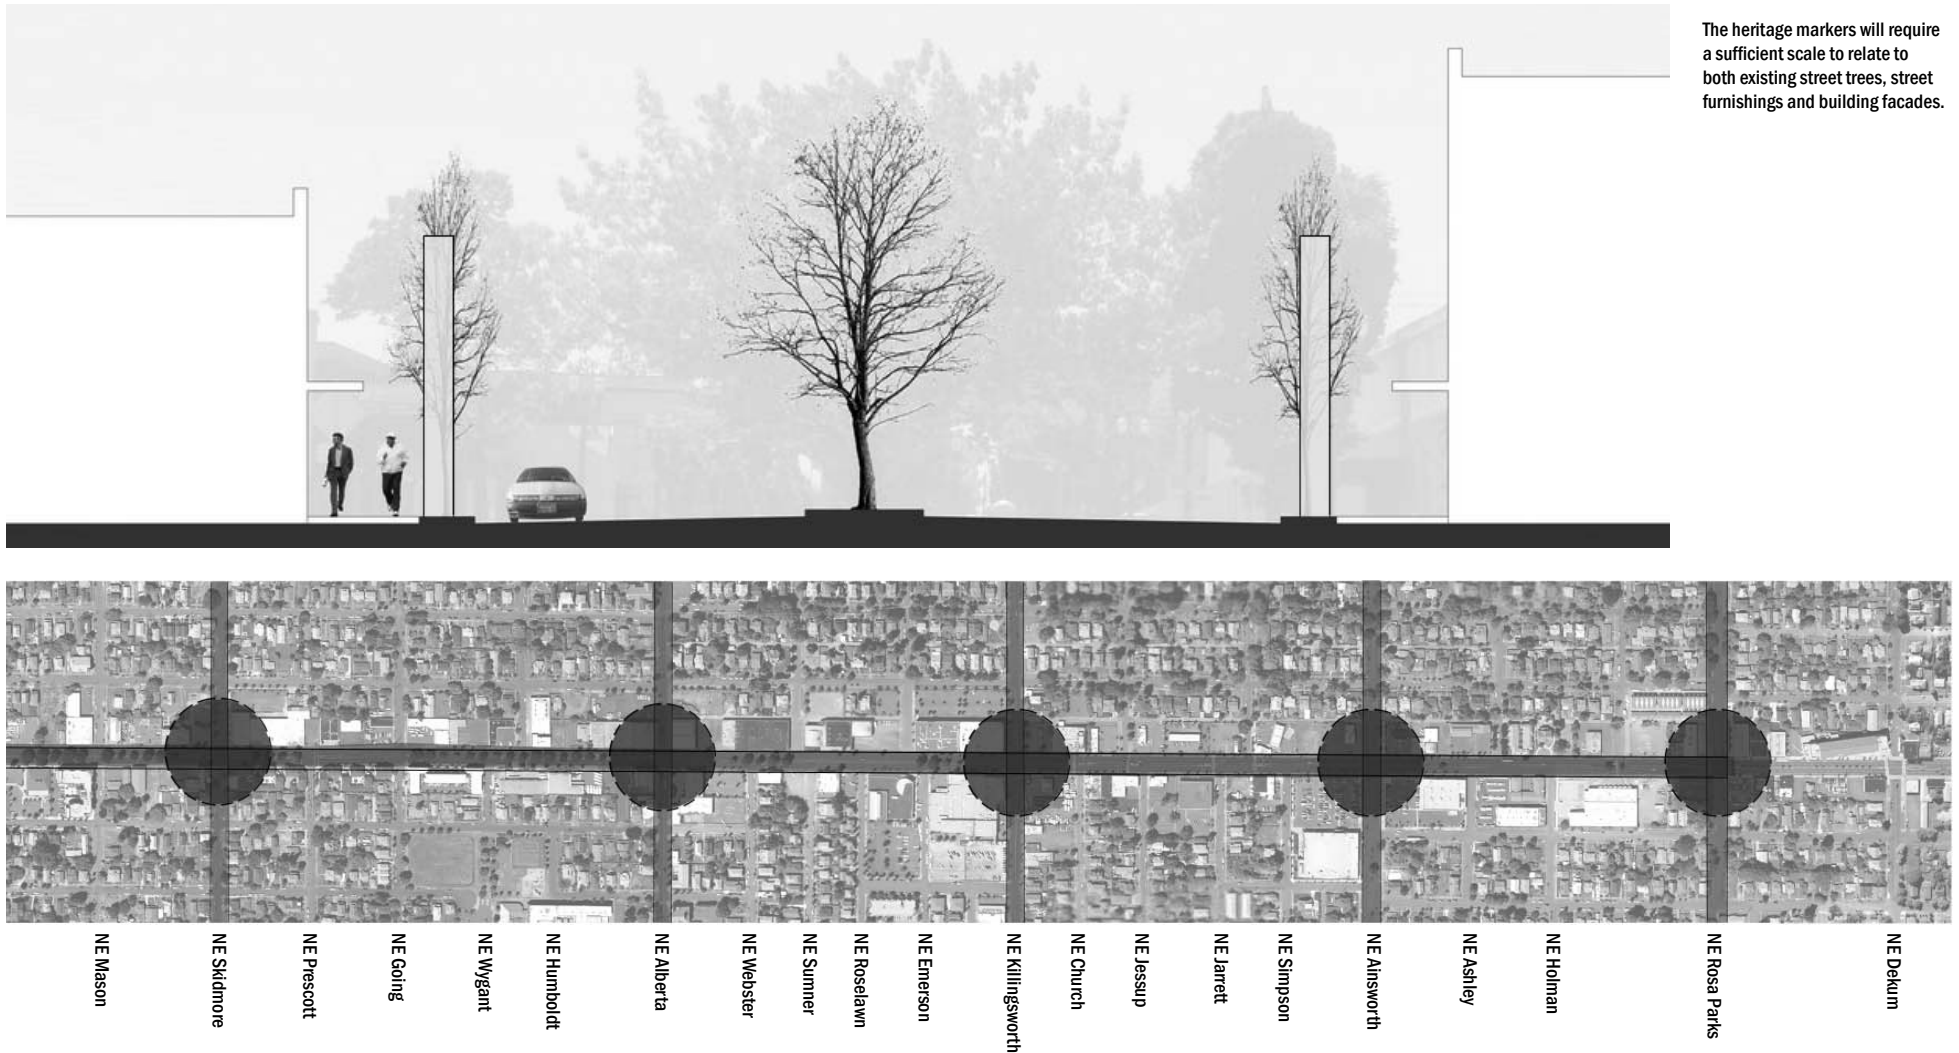 The heritage markers will require
a sufficient scale to relate to
both existing street trees, street
furnishings and building facades.
NE Mason
NE Skidmore
NE Prescott
NE Going
NE Wygant
NE Humboldt
NE Alberta
NE Webster
NE Sumner
NE Roselawn
NE Emerson
NE Killingsworth
NE Church
NE Jessup
NE Jarrett
NE Simpson
NE Ainsworth
NE Ashley
NE Holman
NE Rosa Parks
NE Dekum